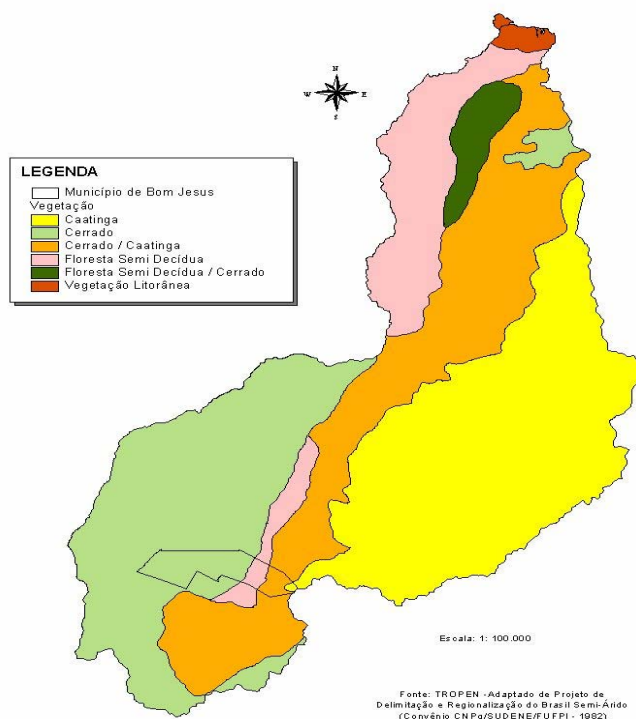 N
W E
S
LEGENDA
Município de Bom Jesus
Vegetação
Caatinga
Cerrado
Cerrado / Caatinga
Floresta Semi Decídua
Floresta Semi Decídua / Cerrado
Vegetação Litorânea
Escala: 1: 100.000
Fonte: TROPEN - Adaptado de Projeto de
Delimitação e Regionalização do Brasil Semi-Árido
(Convênio CNPq/SUDENE/FUFPI - 1982)